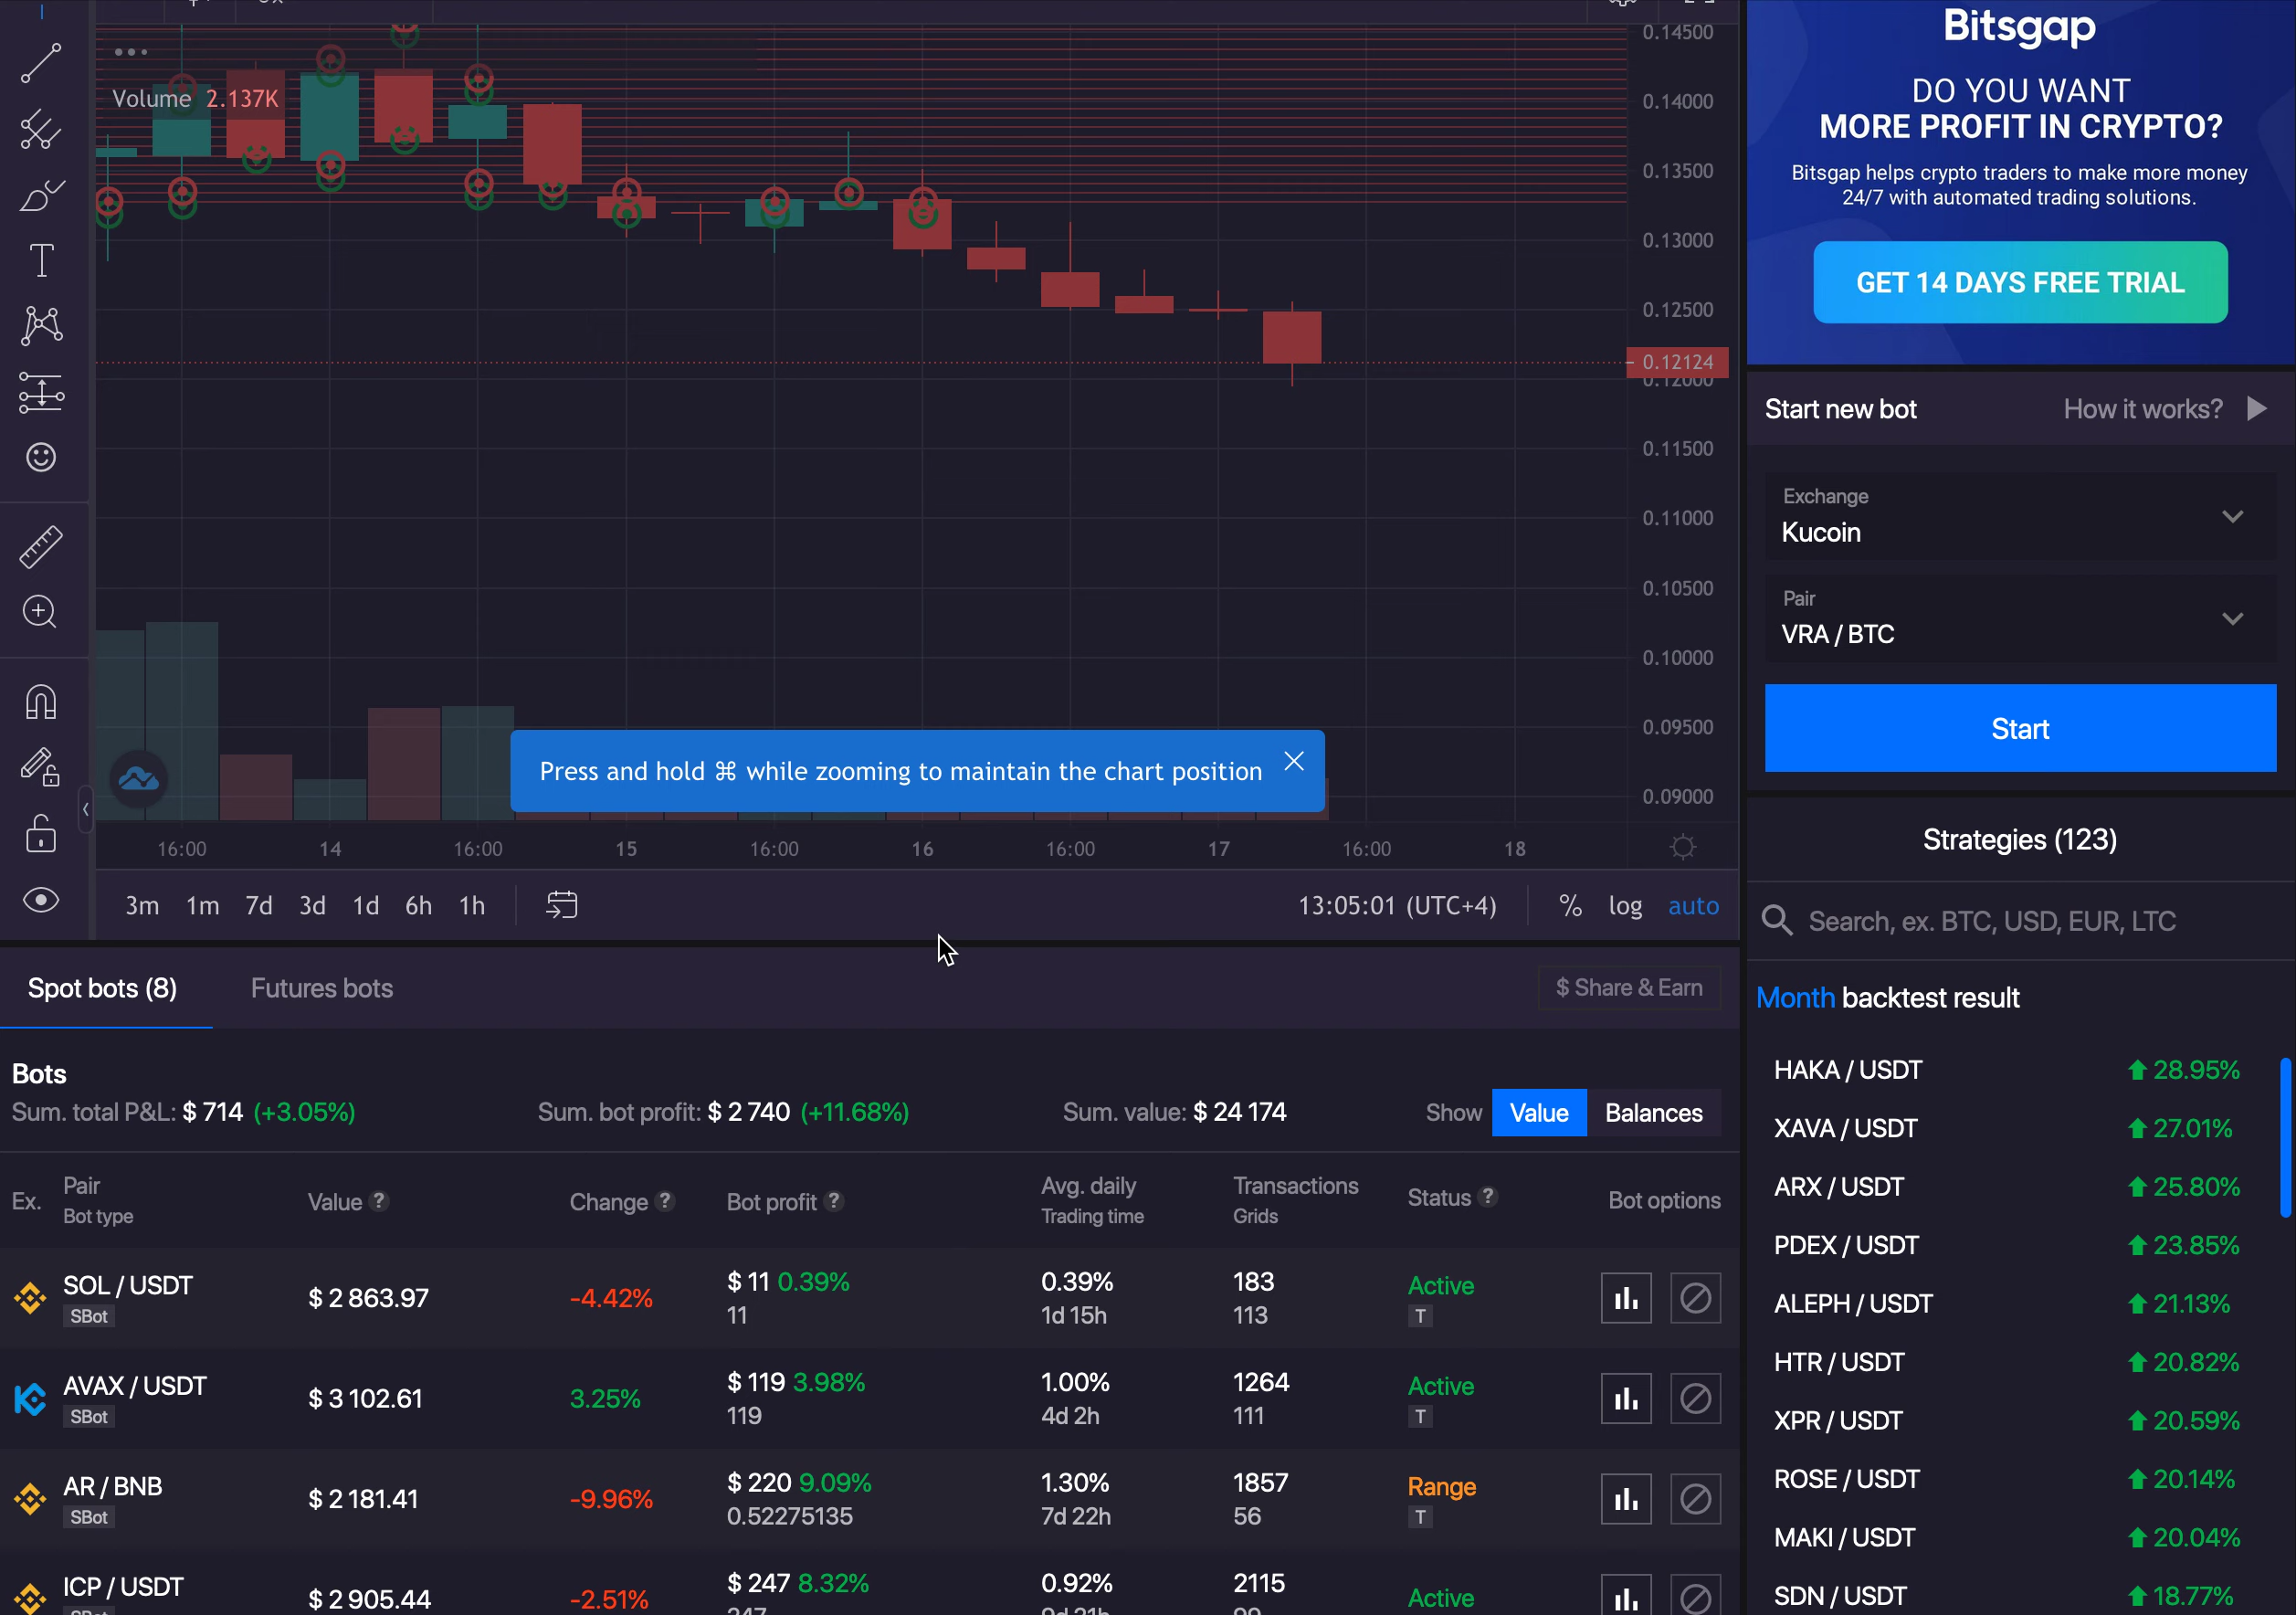 Volume 2.137K
0.14500
0.14000
0.13500
0.13000
0.12500
0.12124
0.12000
0.11500
0.11000
0.10500
0.10000
0.09500
0.09000
Press and hold ⌘ while zooming to maintain the chart position
16:00 14 16:00 15 16:00 16 16:00 17 16:00 18
3m 1m 7d 3d 1d 6h 1h
13:05:01 (UTC+4) % log auto
Bitsgap
DO YOU WANT
MORE PROFIT IN CRYPTO?
Bitsgap helps crypto traders to make more money
24/7 with automated trading solutions.
GET 14 DAYS FREE TRIAL
Start new bot How it works?
Exchange
Kucoin
Pair
VRA / BTC
Start
Strategies (123)
Search, ex. BTC, USD, EUR, LTC
Month backtest result
HAKA / USDT 28.95%
XAVA / USDT 27.01%
ARX / USDT 25.80%
PDEX / USDT 23.85%
ALEPH / USDT 21.13%
HTR / USDT 20.82%
XPR / USDT 20.59%
ROSE / USDT 20.14%
MAKI / USDT 20.04%
SDN / USDT 18.77%
Spot bots (8) Futures bots $ Share & Earn
Bots
Sum. total P&L: $ 714 (+3.05%) Sum. bot profit: $ 2 740 (+11.68%) Sum. value: $ 24 174 Show Value Balances
Ex. Pair Value ? Change ? Bot profit ? Avg. daily Transactions Status ? Bot options
Bot type Trading time Grids
SOL / USDT $ 2 863.97 -4.42% $ 11 0.39% 0.39% 183 Active
SBot 11 1d 15h 113 T
AVAX / USDT $ 3 102.61 3.25% $ 119 3.98% 1.00% 1264 Active
SBot 119 4d 2h 111 T
AR / BNB $ 2 181.41 -9.96% $ 220 9.09% 1.30% 1857 Range
SBot 0.52275135 7d 22h 56 T
ICP / USDT $ 2 905.44 -2.51% $ 247 8.32% 0.92% 2115 Active